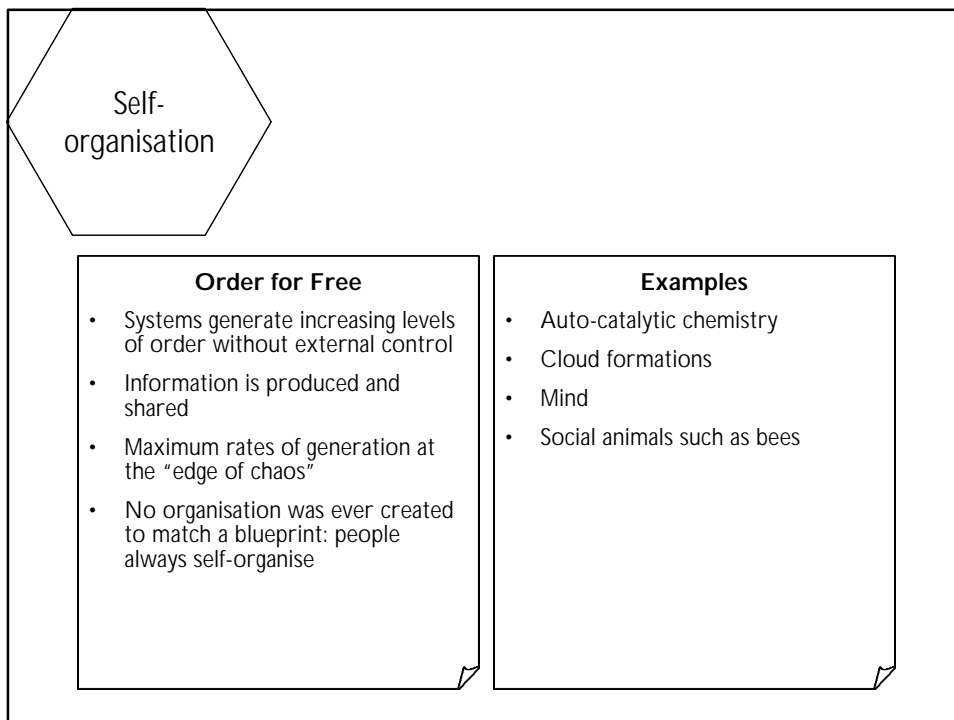 Self-
organisation
Order for Free
• Systems generate increasing levels
of order without external control
• Information is produced and
shared
• Maximum rates of generation at
the “edge of chaos”
• No organisation was ever created
to match a blueprint: people
always self-organise
Examples
• Auto-catalytic chemistry
• Cloud formations
• Mind
• Social animals such as bees